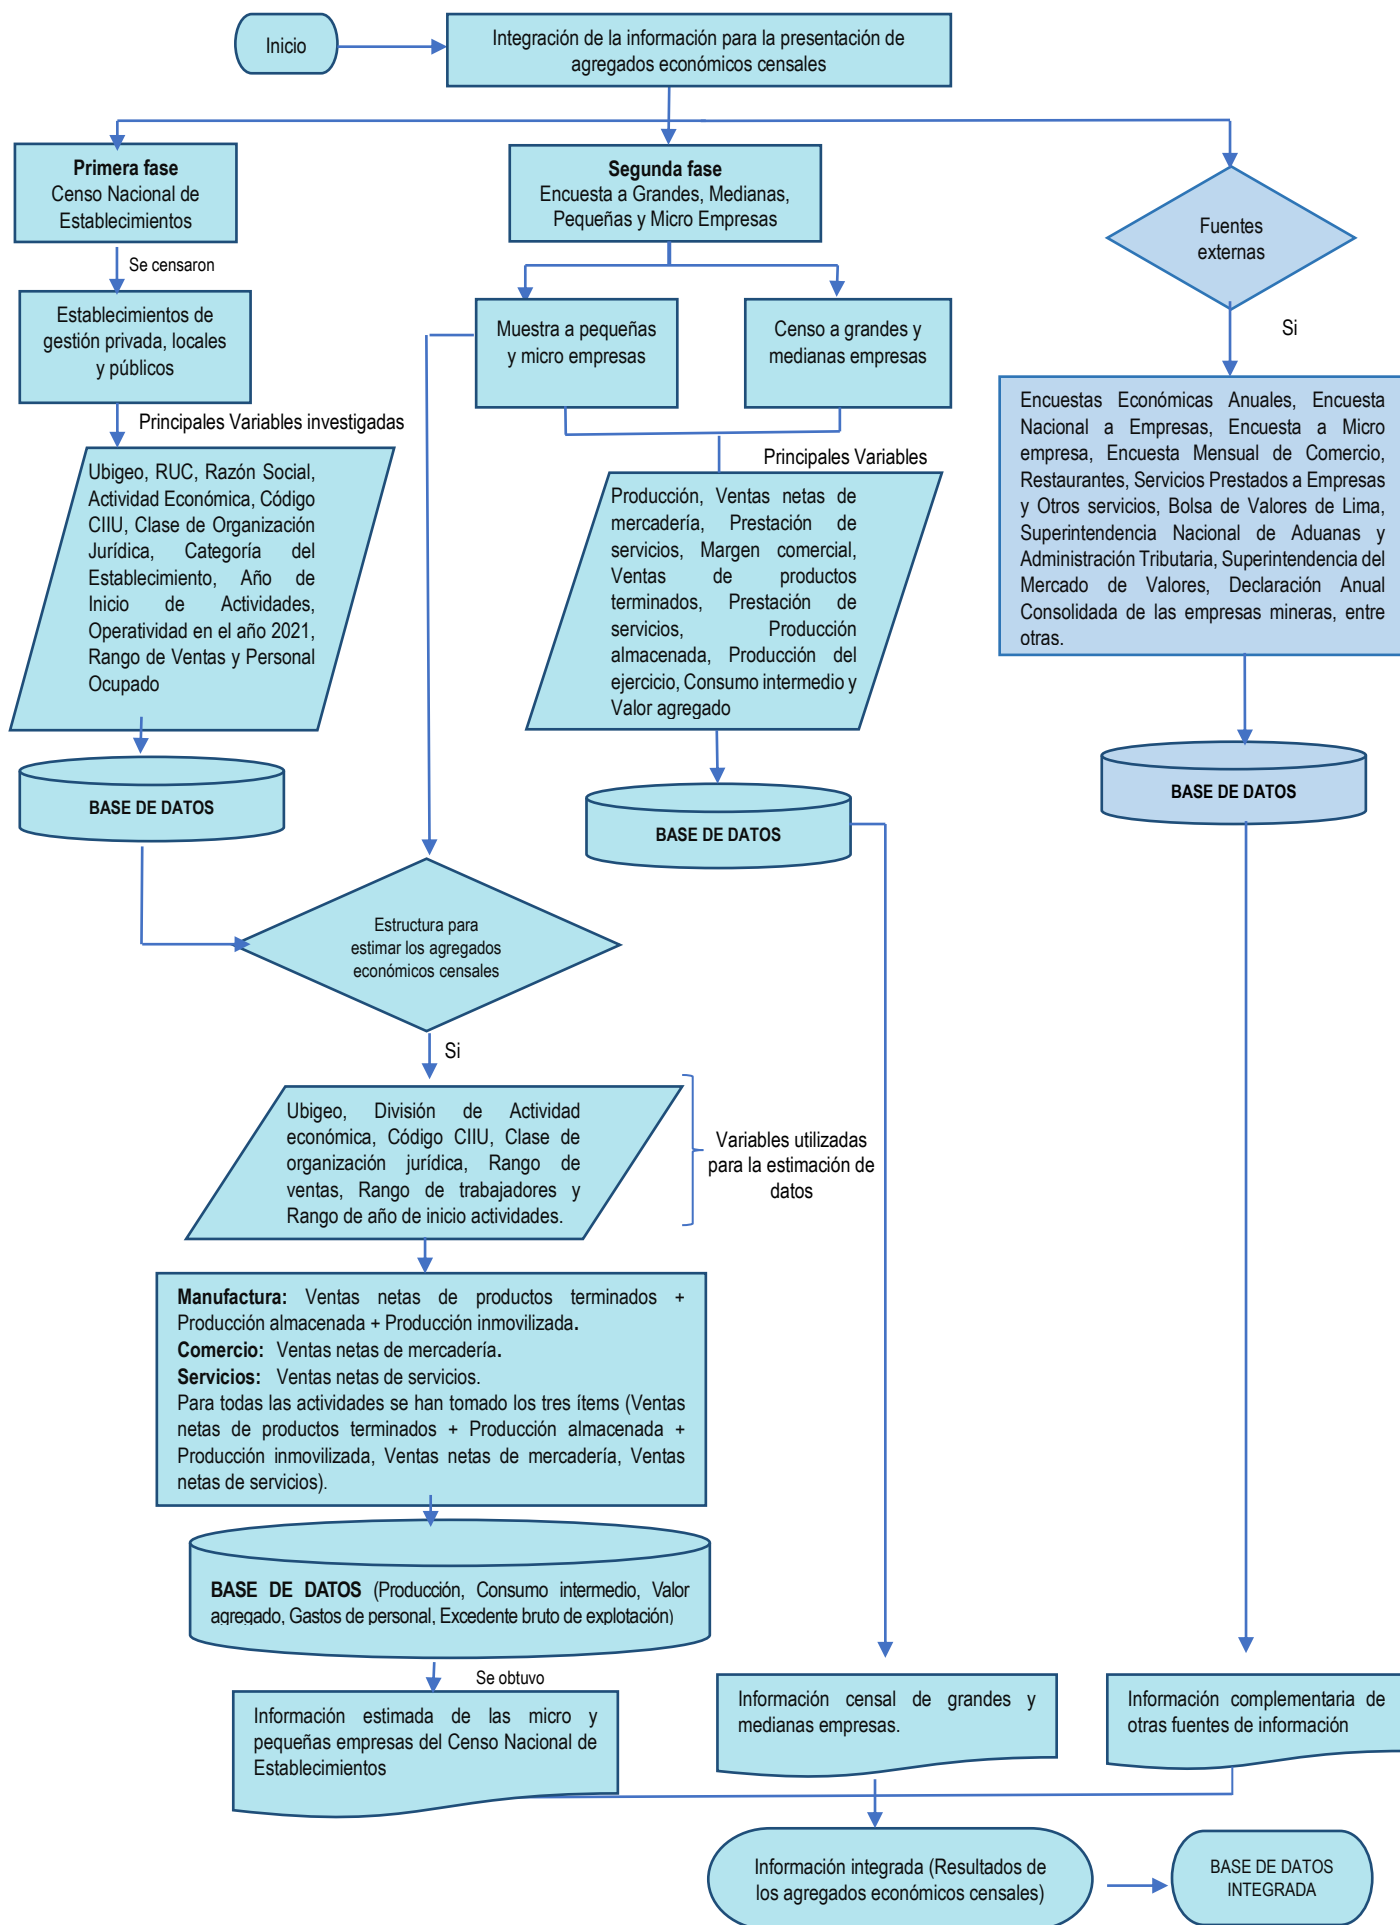 Inicio
Integración de la información para la presentación de
agregados económicos censales
Primera fase
Censo Nacional de
Establecimientos
Segunda fase
Encuesta a Grandes, Medianas,
Pequeñas y Micro Empresas
Fuentes
externas
Se censaron
Establecimientos de
gestión privada, locales
y públicos
Muestra a pequeñas
y micro empresas
Censo a grandes y
medianas empresas
Si
Principales Variables investigadas
Ubigeo, RUC, Razón Social,
Actividad Económica, Código
CIIU, Clase de Organización
Jurídica, Categoría del
Establecimiento, Año de
Inicio de Actividades,
Operatividad en el año 2021,
Rango de Ventas y Personal
Ocupado
Principales Variables
Producción, Ventas netas de
mercadería, Prestación de
servicios, Margen comercial,
Ventas de productos
terminados, Prestación de
servicios, Producción
almacenada, Producción del
ejercicio, Consumo intermedio y
Valor agregado
Encuestas Económicas Anuales, Encuesta
Nacional a Empresas, Encuesta a Micro
empresa, Encuesta Mensual de Comercio,
Restaurantes, Servicios Prestados a Empresas
y Otros servicios, Bolsa de Valores de Lima,
Superintendencia Nacional de Aduanas y
Administración Tributaria, Superintendencia del
Mercado de Valores, Declaración Anual
Consolidada de las empresas mineras, entre
otras.
BASE DE DATOS
BASE DE DATOS
BASE DE DATOS
Estructura para
estimar los agregados
económicos censales
Si
Ubigeo, División de Actividad
económica, Código CIIU, Clase de
organización jurídica, Rango de
ventas, Rango de trabajadores y
Rango de año de inicio actividades.
Variables utilizadas
para la estimación de
datos
Manufactura: Ventas netas de productos terminados +
Producción almacenada + Producción inmovilizada.
Comercio: Ventas netas de mercadería.
Servicios: Ventas netas de servicios.
Para todas las actividades se han tomado los tres ítems (Ventas
netas de productos terminados + Producción almacenada +
Producción inmovilizada, Ventas netas de mercadería, Ventas
netas de servicios).
BASE DE DATOS (Producción, Consumo intermedio, Valor
agregado, Gastos de personal, Excedente bruto de explotación)
Se obtuvo
Información estimada de las micro y
pequeñas empresas del Censo Nacional de
Establecimientos
Información censal de grandes y
medianas empresas.
Información complementaria de
otras fuentes de información
Información integrada (Resultados de
los agregados económicos censales)
BASE DE DATOS
INTEGRADA